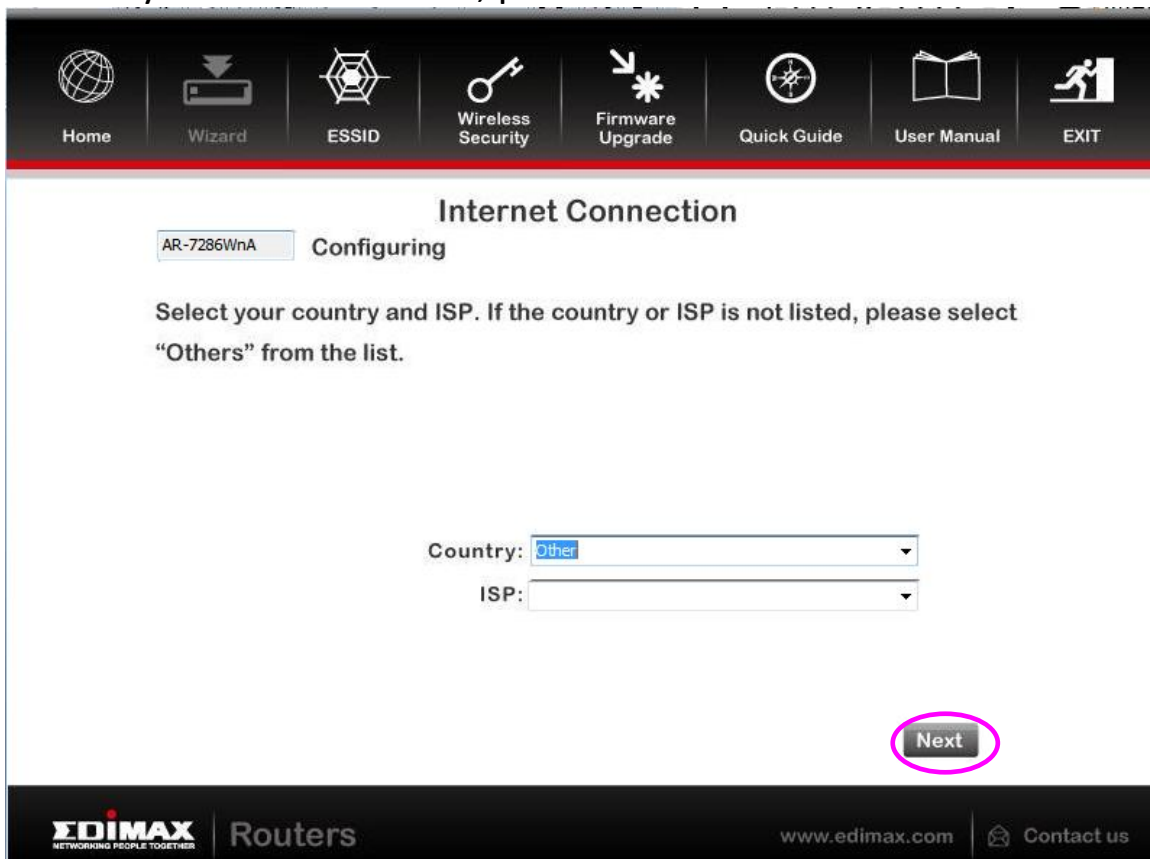 Home
Wizard
ESSID
Wireless
Security
Firmware
Upgrade
Quick Guide
User Manual
EXIT
Internet Connection
AR-7286WnA Configuring
Select your country and ISP. If the country or ISP is not listed, please select
“Others” from the list.
Country: Other
ISP:
Next
EDIMAX
NETWORKING PEOPLE TOGETHER
Routers
www.edimax.com
Contact us